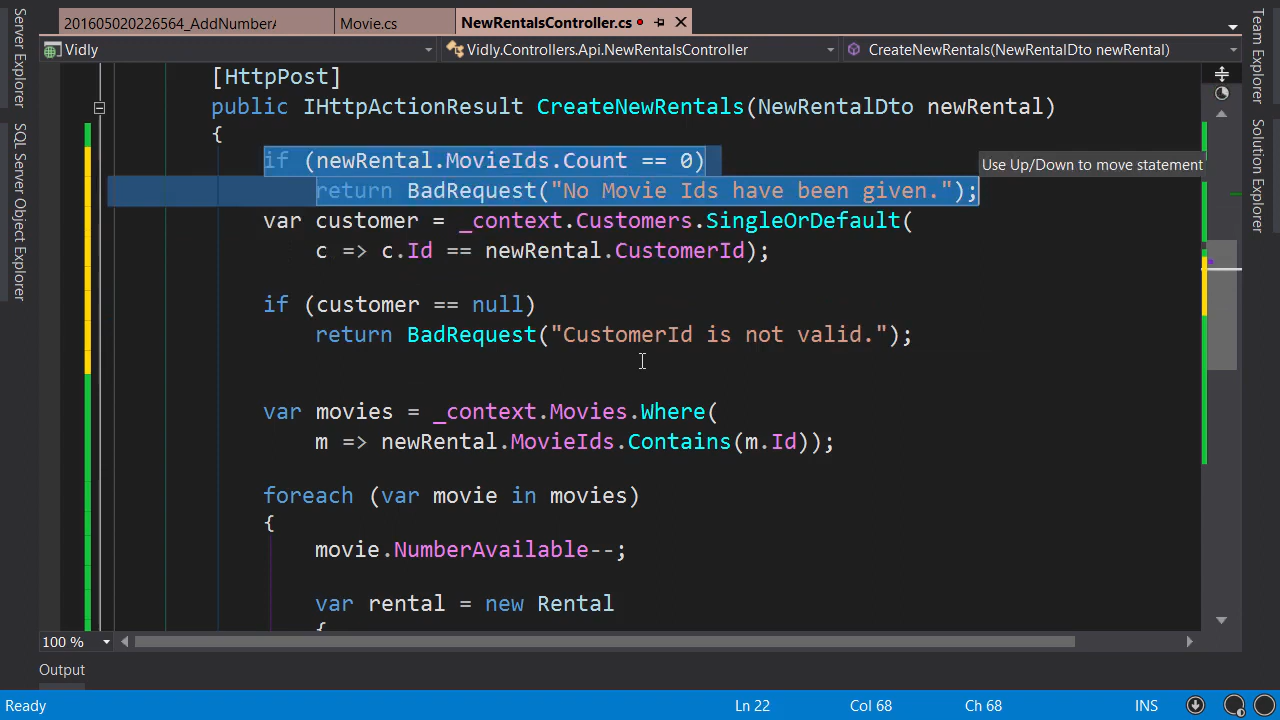 201605020226564_AddNumberA
Movie.cs
NewRentalsController.cs
Vidly
Vidly.Controllers.Api.NewRentalsController
CreateNewRentals(NewRentalDto newRental)
Server Explorer
SQL Server Object Explorer
[HttpPost]
public IHttpActionResult CreateNewRentals(NewRentalDto newRental)
{
if (newRental.MovieIds.Count == 0)
Use Up/Down to move statement
return BadRequest("No Movie Ids have been given.");
var customer = _context.Customers.SingleOrDefault(
c => c.Id == newRental.CustomerId);
if (customer == null)
return BadRequest("CustomerId is not valid.");
var movies = _context.Movies.Where(
m => newRental.MovieIds.Contains(m.Id));
foreach (var movie in movies)
{
movie.NumberAvailable--;
var rental = new Rental
{
Team Explorer
Solution Explorer
100 %
Output
Ready
Ln 22
Col 68
Ch 68
INS